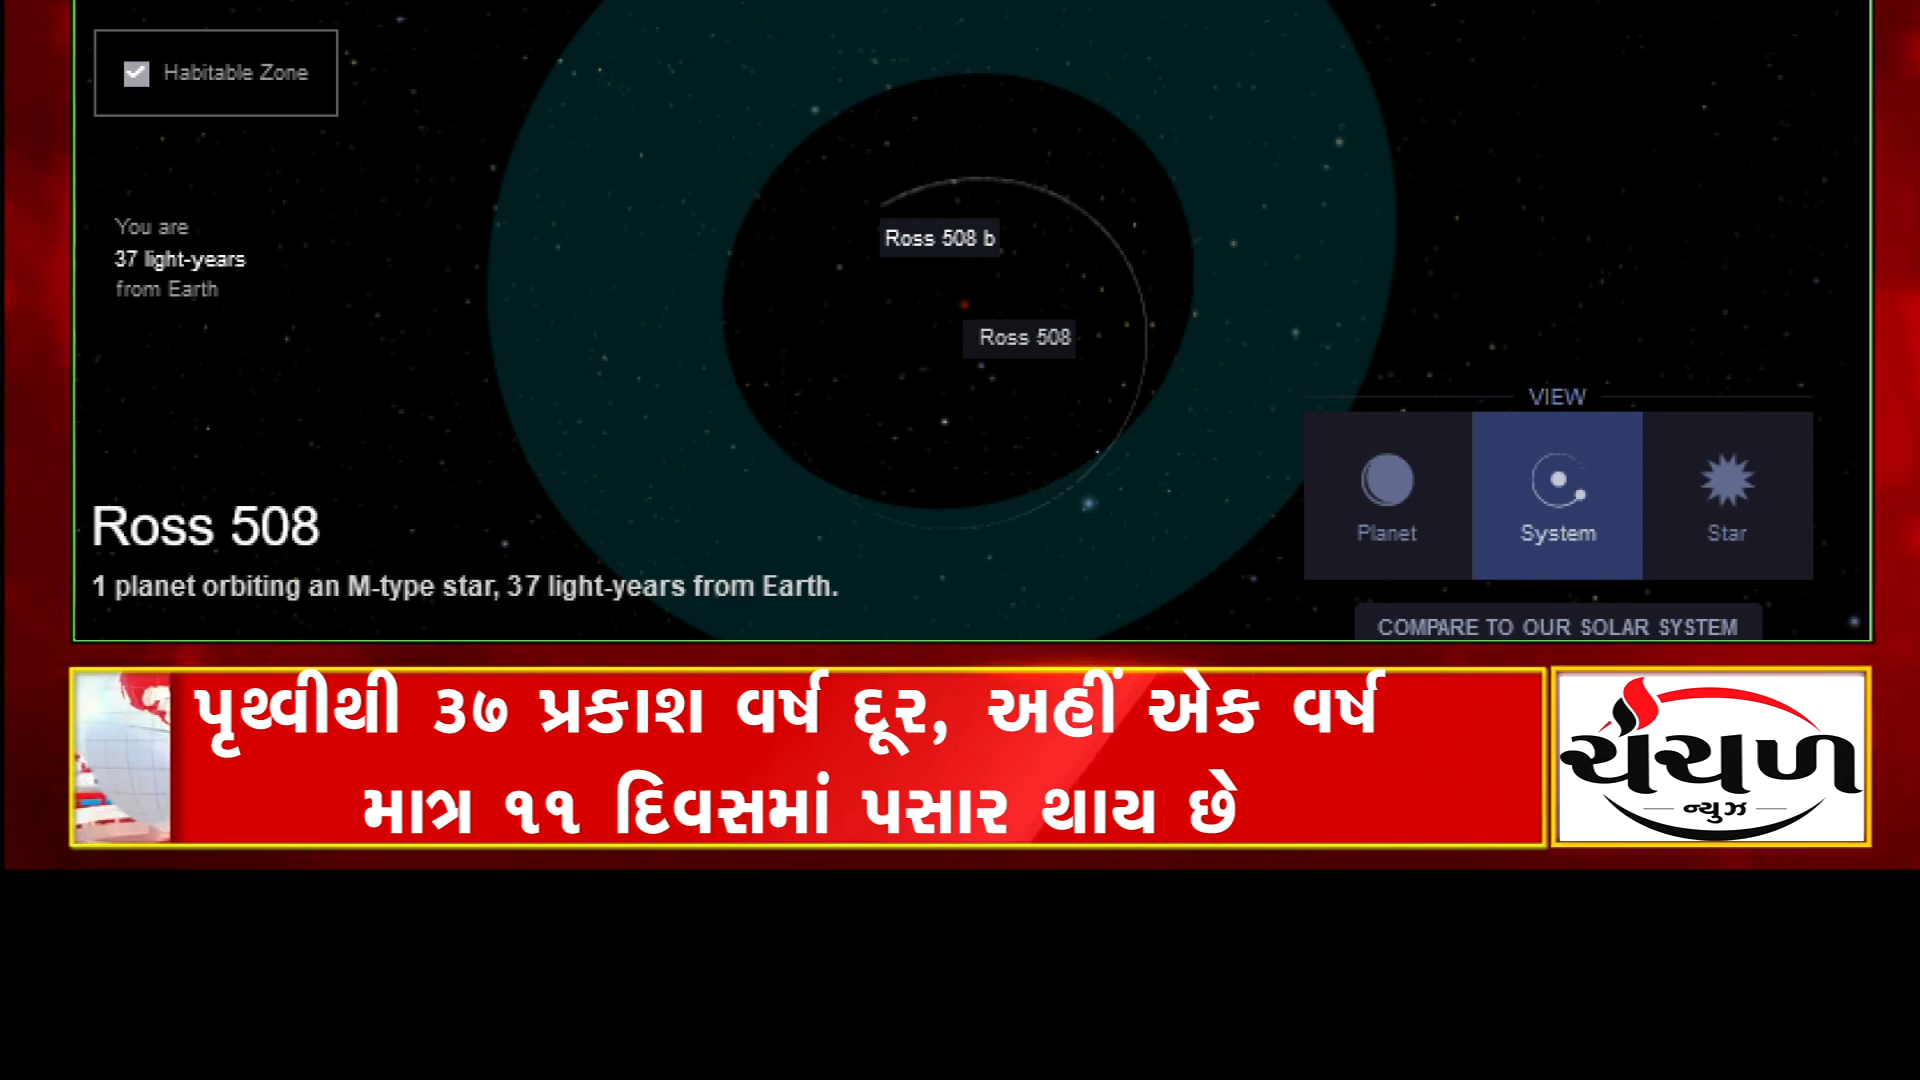 Habitable Zone
You are
37 light-years
from Earth
Ross 508 b
Ross 508
VIEW
Planet
System
Star
Ross 508
1 planet orbiting an M-type star, 37 light-years from Earth.
COMPARE TO OUR SOLAR SYSTEM
પૃથ્વીથી ૩૭ પ્રકાશ વર્ષ દૂર, અહીં એક વર્ષ
માત્ર ૧૧ દિવસમાં પસાર થાય છે
ચંચળ
ન્યુઝ